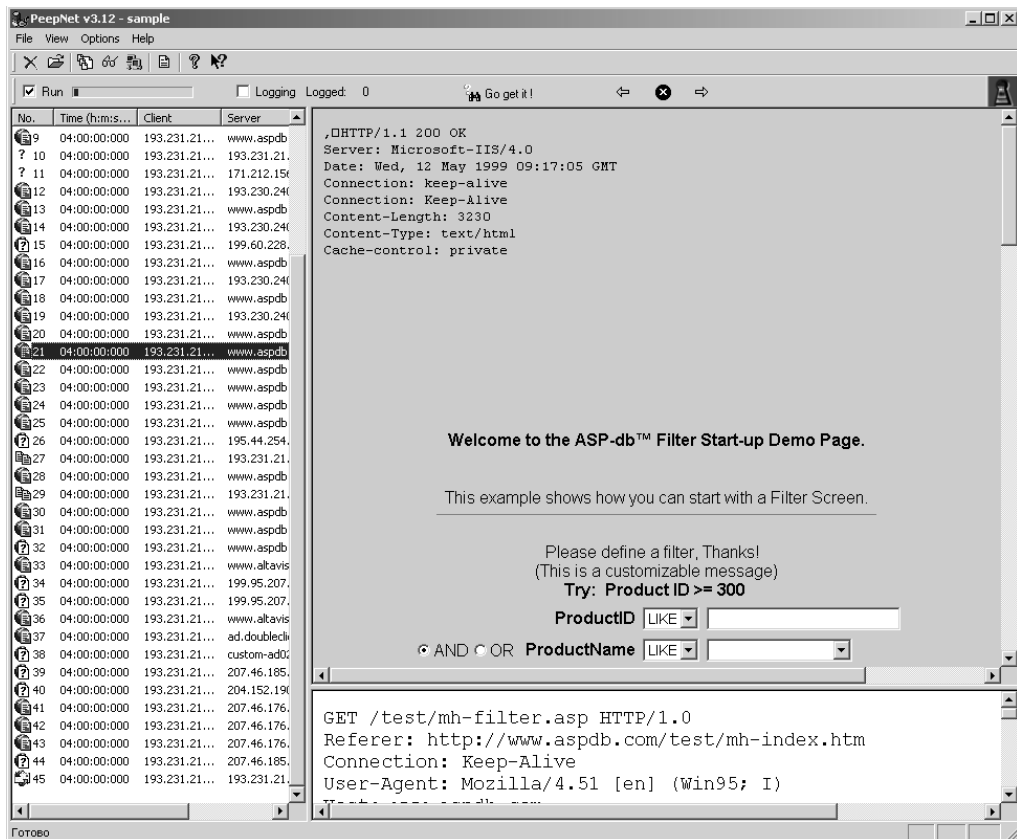 PeepNet v3.12 - sample
File View Options Help
Run Logging Logged: 0 Go get it!
No. Time (h:m:s... Client Server
9 04:00:00:000 193.231.21... www.aspdb
? 10 04:00:00:000 193.231.21... 193.231.21.
? 11 04:00:00:000 193.231.21... 171.212.156
12 04:00:00:000 193.231.21... 193.230.240
13 04:00:00:000 193.231.21... www.aspdb
14 04:00:00:000 193.231.21... 193.230.240
15 04:00:00:000 193.231.21... 199.60.228.
16 04:00:00:000 193.231.21... www.aspdb
17 04:00:00:000 193.231.21... 193.230.240
18 04:00:00:000 193.231.21... www.aspdb
19 04:00:00:000 193.231.21... 193.230.240
20 04:00:00:000 193.231.21... www.aspdb
21 04:00:00:000 193.231.21... www.aspdb
22 04:00:00:000 193.231.21... www.aspdb
23 04:00:00:000 193.231.21... www.aspdb
24 04:00:00:000 193.231.21... www.aspdb
25 04:00:00:000 193.231.21... www.aspdb
26 04:00:00:000 193.231.21... 195.44.254.
27 04:00:00:000 193.231.21... 193.231.21.
28 04:00:00:000 193.231.21... www.aspdb
29 04:00:00:000 193.231.21... 193.231.21.
30 04:00:00:000 193.231.21... www.aspdb
31 04:00:00:000 193.231.21... www.aspdb
32 04:00:00:000 193.231.21... www.aspdb
33 04:00:00:000 193.231.21... www.altavis
34 04:00:00:000 193.231.21... 199.95.207.
35 04:00:00:000 193.231.21... 199.95.207.
36 04:00:00:000 193.231.21... www.altavis
37 04:00:00:000 193.231.21... ad.doublecli
38 04:00:00:000 193.231.21... custom-ad02
39 04:00:00:000 193.231.21... 207.46.185.
40 04:00:00:000 193.231.21... 204.152.190
41 04:00:00:000 193.231.21... 207.46.176.
42 04:00:00:000 193.231.21... 207.46.176.
43 04:00:00:000 193.231.21... 207.46.176.
44 04:00:00:000 193.231.21... 207.46.185.
45 04:00:00:000 193.231.21... 193.231.21.
,□HTTP/1.1 200 OK
Server: Microsoft-IIS/4.0
Date: Wed, 12 May 1999 09:17:05 GMT
Connection: keep-alive
Connection: Keep-Alive
Content-Length: 3230
Content-Type: text/html
Cache-control: private
Welcome to the ASP-db™ Filter Start-up Demo Page.
This example shows how you can start with a Filter Screen.
Please define a filter, Thanks!
(This is a customizable message)
Try: Product ID >= 300
ProductID LIKE
AND OR ProductName LIKE
GET /test/mh-filter.asp HTTP/1.0
Referer: http://www.aspdb.com/test/mh-index.htm
Connection: Keep-Alive
User-Agent: Mozilla/4.51 [en] (Win95; I)
Готово